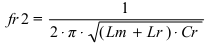 fr2 = 1 / (2 · π · √((Lm + Lr) · Cr))